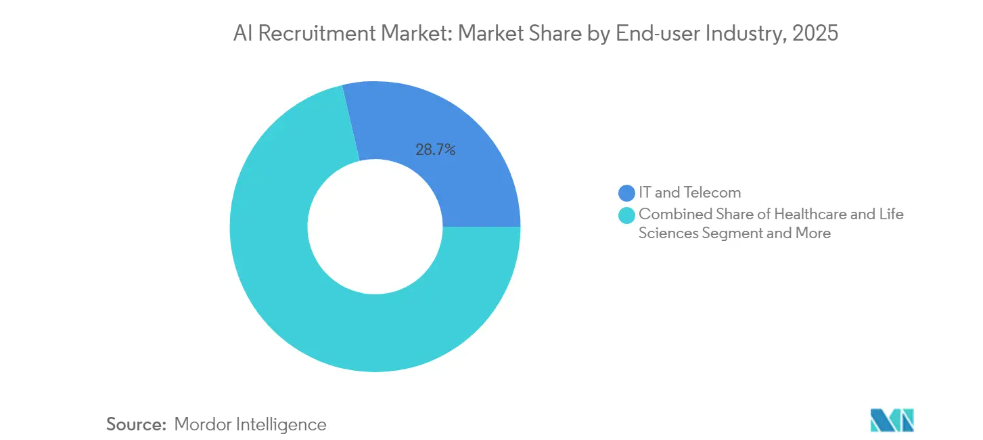 AI Recruitment Market: Market Share by End-user Industry, 2025
28.7%
IT and Telecom
Combined Share of Healthcare and Life
Sciences Segment and More
Source: Mordor Intelligence